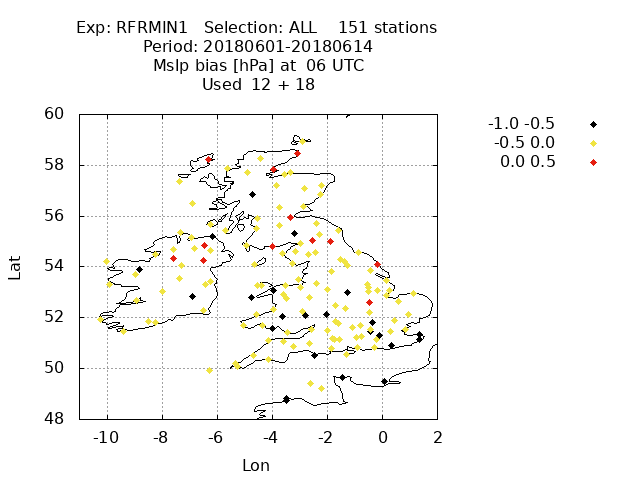 Exp: RFRMIN1 Selection: ALL 151 stations
Period: 20180601-20180614
Mslp bias [hPa] at 06 UTC
Used 12 + 18
-1.0 -0.5
-0.5 0.0
0.0 0.5
60
58
56
54
52
50
48
Lat
-10 -8 -6 -4 -2 0 2
Lon